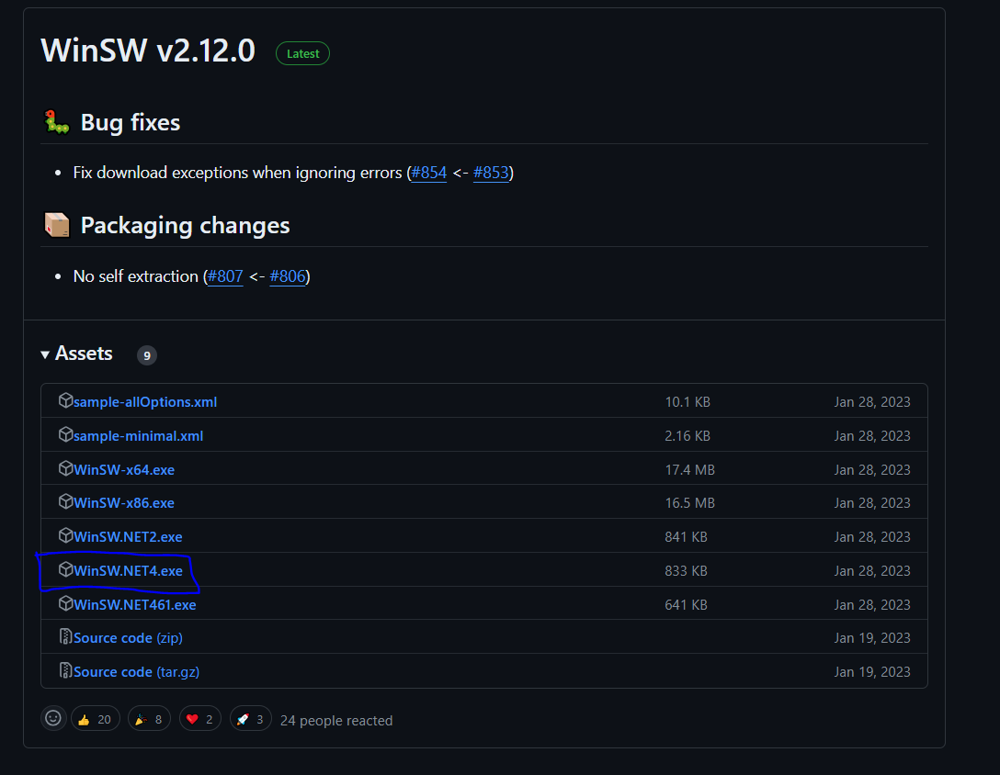 WinSW v2.12.0 Latest
Bug fixes
Fix download exceptions when ignoring errors (#854 <- #853)
Packaging changes
No self extraction (#807 <- #806)
Assets 9
sample-allOptions.xml 10.1 KB Jan 28, 2023
sample-minimal.xml 2.16 KB Jan 28, 2023
WinSW-x64.exe 17.4 MB Jan 28, 2023
WinSW-x86.exe 16.5 MB Jan 28, 2023
WinSW.NET2.exe 841 KB Jan 28, 2023
WinSW.NET4.exe 833 KB Jan 28, 2023
WinSW.NET461.exe 641 KB Jan 28, 2023
Source code (zip) Jan 19, 2023
Source code (tar.gz) Jan 19, 2023
20 8 2 3 24 people reacted